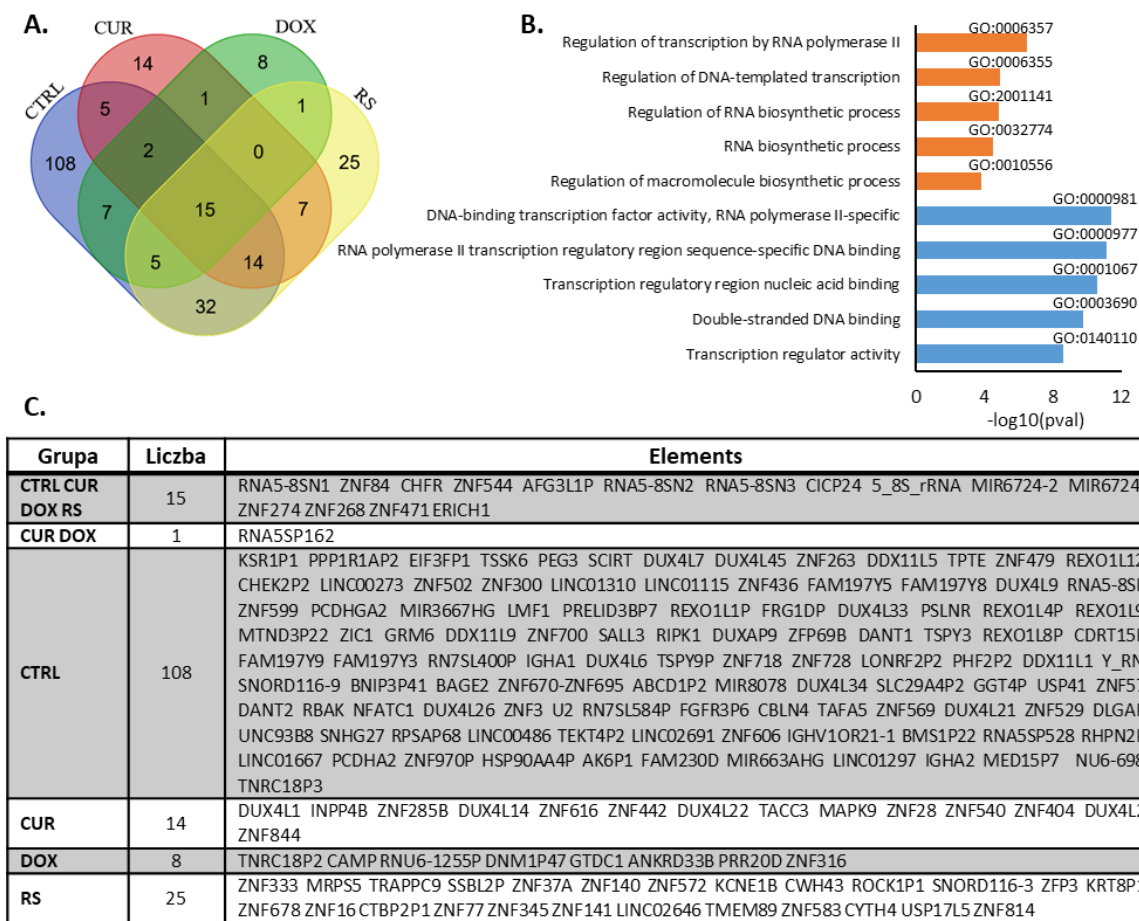 A.
CUR
DOX
CTRL
RS
14
8
5
1
1
108
2
0
25
7
15
7
5
14
32
B.
Regulation of transcription by RNA polymerase II
GO:0006357
Regulation of DNA-templated transcription
GO:0006355
Regulation of RNA biosynthetic process
GO:2001141
RNA biosynthetic process
GO:0032774
Regulation of macromolecule biosynthetic process
GO:0010556
DNA-binding transcription factor activity, RNA polymerase II-specific
GO:0000981
RNA polymerase II transcription regulatory region sequence-specific DNA binding
GO:0000977
Transcription regulatory region nucleic acid binding
GO:0001067
Double-stranded DNA binding
GO:0003690
Transcription regulator activity
GO:0140110
0 4 8 12
-log10(pval)
C.
Grupa Liczba Elements
CTRL CUR
DOX RS
15
RNA5-8SN1 ZNF84 CHFR ZNF544 AFG3L1P RNA5-8SN2 RNA5-8SN3 CICP24 5_8S_rRNA MIR6724-2 MIR6724
ZNF274 ZNF268 ZNF471 ERICH1
CUR DOX 1 RNA5SP162
CTRL
108
KSR1P1 PPP1R1AP2 EIF3FP1 TSSK6 PEG3 SCIRT DUX4L7 DUX4L45 ZNF263 DDX11L5 TPTE ZNF479 REXO1L12
CHEK2P2 LINC00273 ZNF502 ZNF300 LINC01310 LINC01115 ZNF436 FAM197Y5 FAM197Y8 DUX4L9
ZNF599 PCDHGA2 MIR3667HG LMF1 PRELID3BP7 REXO1L1P FRG1DP DUX4L33 PSLNR REXO1L4P REXO1L9
MTND3P22 ZIC1 GRM6 DDX11L9 ZNF700 SALL3 RIPK1 DUXAP9 ZFP69B DANT1 TSPY3 REXO1L8P
FAM197Y9 FAM197Y3 RN7SL400P IGHA1 DUX4L6 TSPY9P ZNF718 ZNF728 LONRF2P2 PHF2P2 DDX11L1
SNORD116-9 BNIP3P41 BAGE2 ZNF670-ZNF695 ABCD1P2 MIR8078 DUX4L34 SLC29A4P2 GGT4P USP41
DANT2 RBAK NFATC1 DUX4L26 ZNF3 U2 RN7SL584P FGFR3P6 CBLN4 TAFA5 ZNF569 DUX4L21 ZNF529
UNC93B8 SNHG27 RPSAP68 LINC00486 TEKT4P2 LINC02691 ZNF606 IGHV1OR21-1 BMS1P22 RNA5SP528
LINC01667 PCDHA2 ZNF970P HSP90AA4P AK6P1 FAM230D MIR663AHG LINC01297 IGHA2 MED15P7 NU6-698
TNRC18P3
CUR
14
DUX4L1 INPP4B ZNF285B DUX4L14 ZNF616 ZNF442 DUX4L22 TACC3 MAPK9 ZNF28 ZNF540 ZNF404
ZNF844
DOX 8 TNRC18P2 CAMP RNU6-1255P DNM1P47 GTDC1 ANKRD33B PRR20D ZNF316
RS
25
ZNF333 MRPS5 TRAPPC9 SSBL2P ZNF37A ZNF140 ZNF572 KCNE1B CWH43 ROCK1P1 SNORD116-3 ZFP3
ZNF678 ZNF16 CTBP2P1 ZNF77 ZNF345 ZNF141 LINC02646 TMEM89 ZNF583 CYTH4 USP17L5 ZNF814